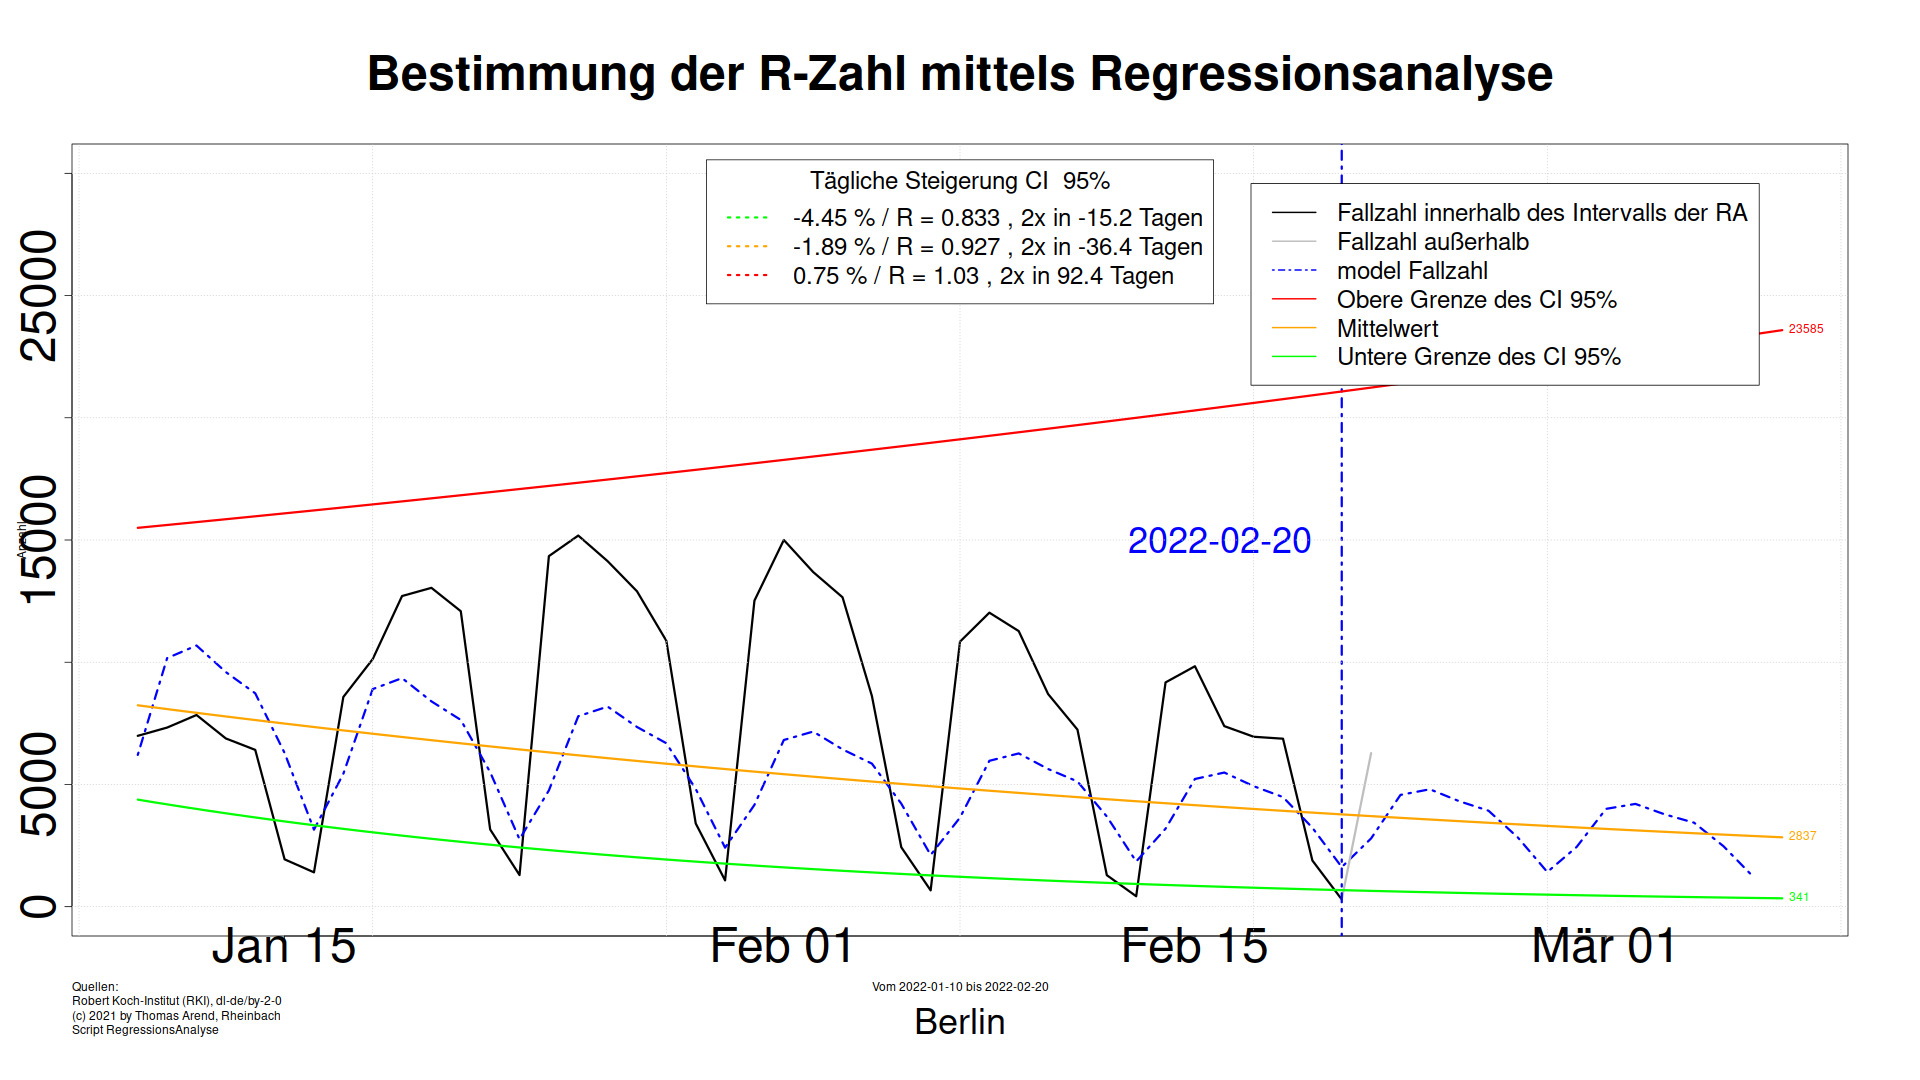 Bestimmung der R-Zahl mittels Regressionsanalyse
Tägliche Steigerung CI  95%
-4.45 % / R = 0.833 , 2x in -15.2 Tagen
-1.89 % / R = 0.927 , 2x in -36.4 Tagen
0.75 % / R = 1.03 , 2x in 92.4 Tagen
Fallzahl innerhalb des Intervalls der RA
Fallzahl außerhalb
model Fallzahl
Obere Grenze des CI 95%
Mittelwert
Untere Grenze des CI 95%
25000
15000
5000
0
Anzahl
23585
2022-02-20
2837
341
Jan 15
Feb 01
Feb 15
Mär 01
Quellen:
Robert Koch-Institut (RKI), dl-de/by-2-0
(c) 2021 by Thomas Arend, Rheinbach
Script RegressionsAnalyse
Vom 2022-01-10 bis 2022-02-20
Berlin